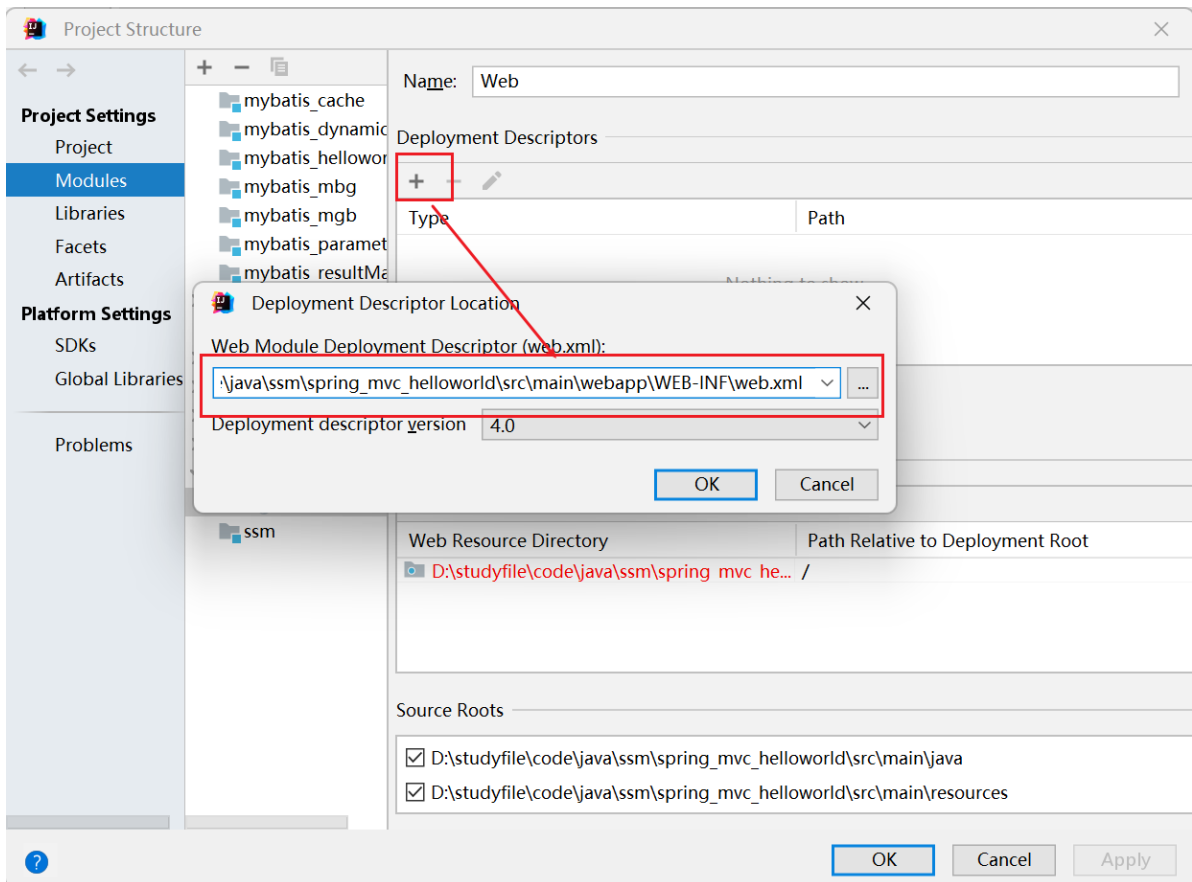 Project Structure
Project Settings
Project
Modules
Libraries
Facets
Artifacts
Platform Settings
SDKs
Global Libraries
Problems
mybatis_cache
mybatis_dynamic
mybatis_hellowor
mybatis_mbg
mybatis_mgb
mybatis_paramet
mybatis_resultMa
ssm
Name: Web
Deployment Descriptors
Type Path
Nothing to show
Deployment Descriptor Location
Web Module Deployment Descriptor (web.xml):
:\java\ssm\spring_mvc_helloworld\src\main\webapp\WEB-INF\web.xml ...
Deployment descriptor version 4.0
OK Cancel
Web Resource Directory Path Relative to Deployment Root
D:\studyfile\code\java\ssm\spring_mvc_he... /
Source Roots
D:\studyfile\code\java\ssm\spring_mvc_helloworld\src\main\java
D:\studyfile\code\java\ssm\spring_mvc_helloworld\src\main\resources
? OK Cancel Apply